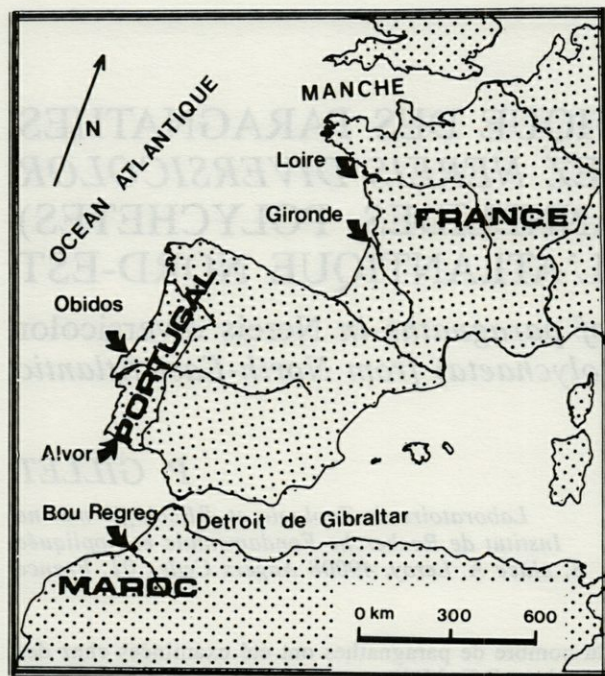 MANCHE
OCEAN ATLANTIQUE
N
Loire
FRANCE
Gironde
Obidos
PORTUGAL
Alvor
Bou Regreg
Detroit de Gibraltar
MAROC
0 km 300 600